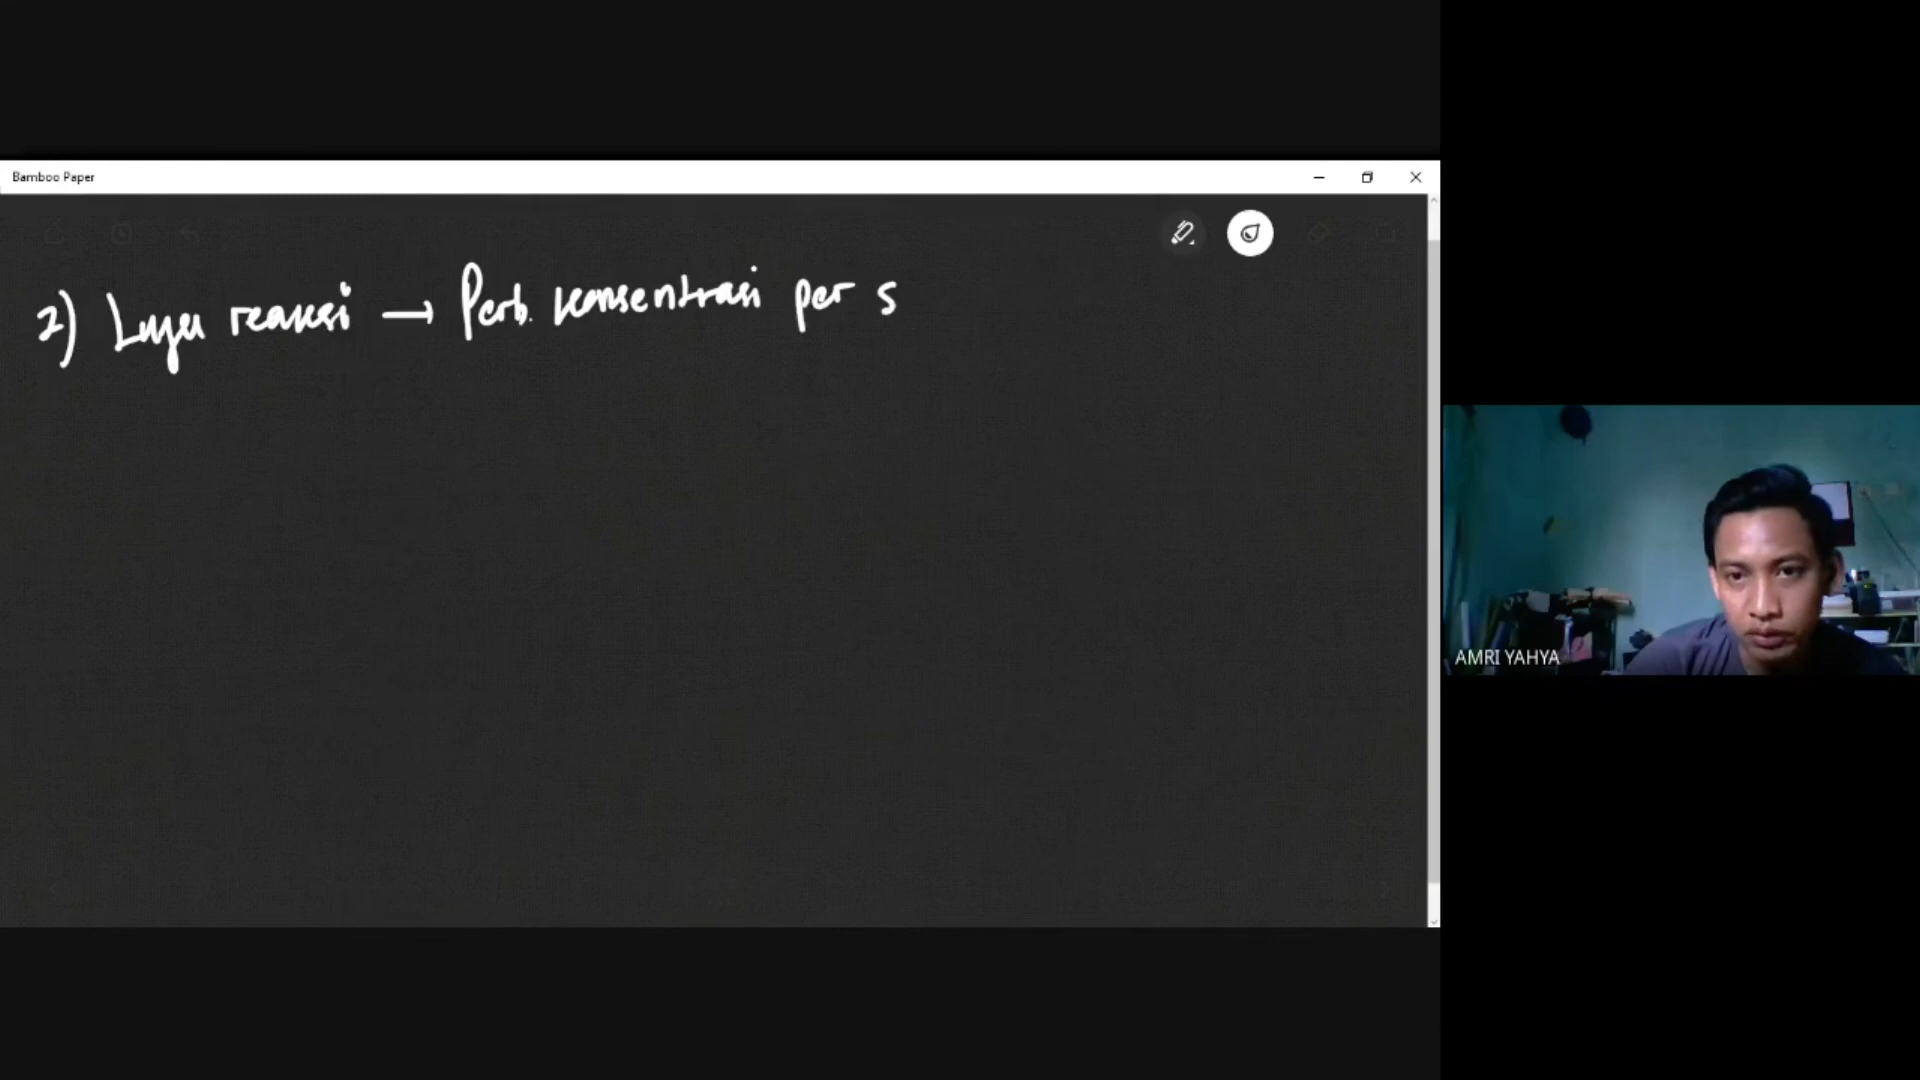 Bamboo Paper
2) Laju reaksi → Perb. konsentrasi per s
AMRI YAHYA